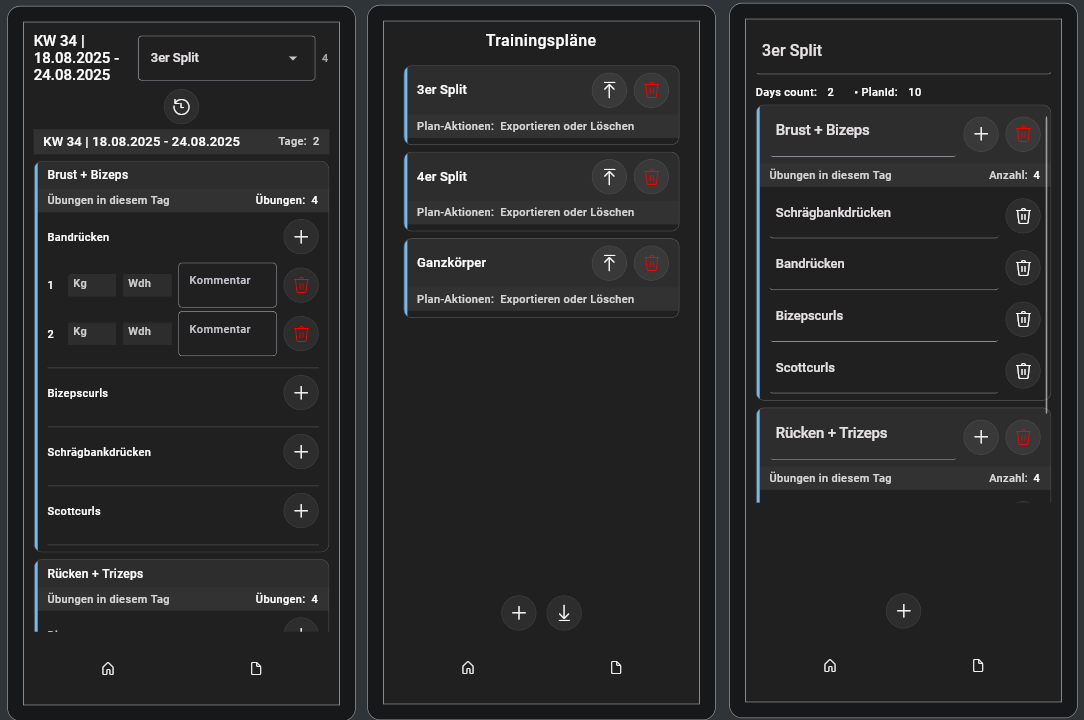 KW 34 |
18.08.2025 -
24.08.2025
3er Split
4
KW 34 | 18.08.2025 - 24.08.2025 Tage: 2
Brust + Bizeps
Übungen in diesem Tag Übungen: 4
Bandrücken
1 Kg Wdh Kommentar
2 Kg Wdh Kommentar
Bizepscurls
Schrägbankdrücken
Scottcurls
Rücken + Trizeps
Übungen in diesem Tag Übungen: 4
Trainingspläne
3er Split
Plan-Aktionen: Exportieren oder Löschen
4er Split
Plan-Aktionen: Exportieren oder Löschen
Ganzkörper
Plan-Aktionen: Exportieren oder Löschen
3er Split
Days count: 2 • PlanId: 10
Brust + Bizeps
Übungen in diesem Tag Anzahl: 4
Schrägbankdrücken
Bandrücken
Bizepscurls
Scottcurls
Rücken + Trizeps
Übungen in diesem Tag Anzahl: 4